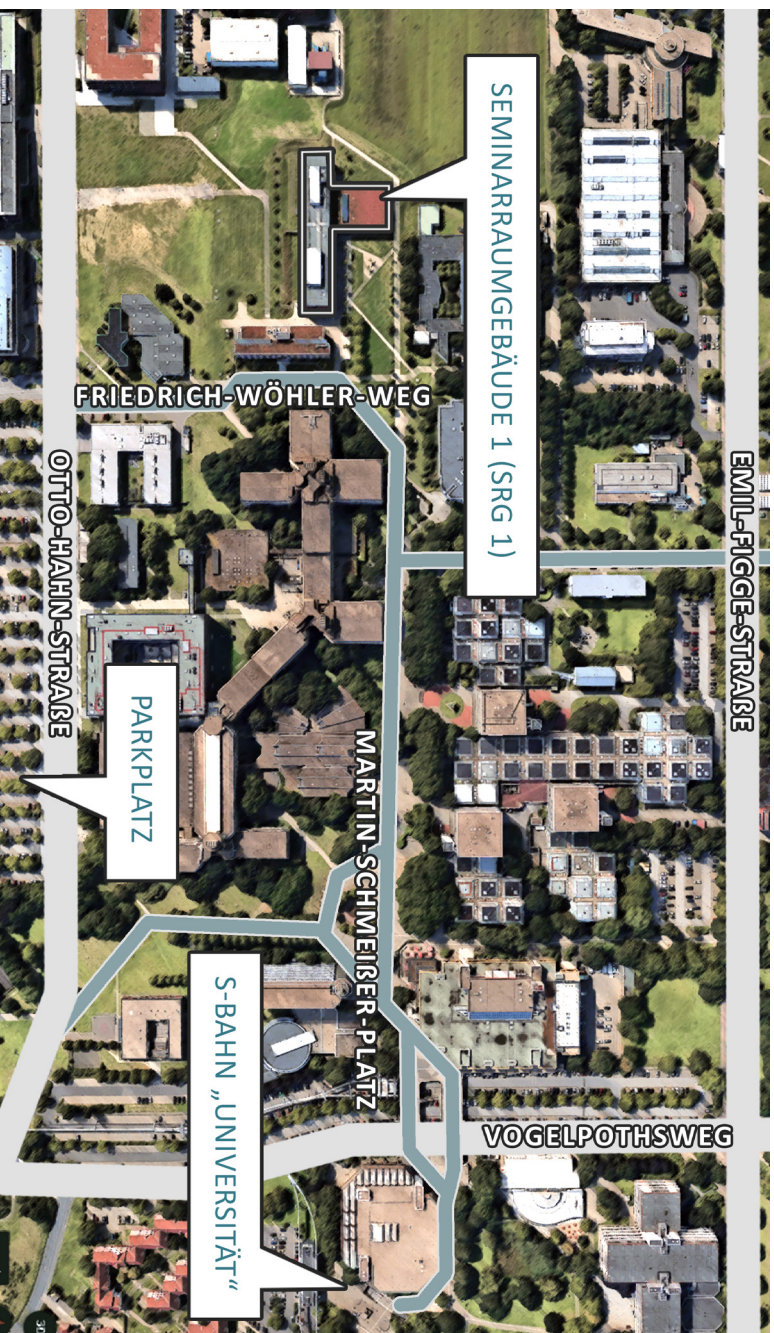 SEMINARRAUMGEBÄUDE 1 (SRG 1)
FRIEDRICH-WÖHLER-WEG
OTTO-HAHN-STRAßE
EMIL-FIGGE-STRAßE
PARKPLATZ
MARTIN-SCHMEIßER-PLATZ
VOGELPOTHSWEG
S-BAHN „UNIVERSITÄT“